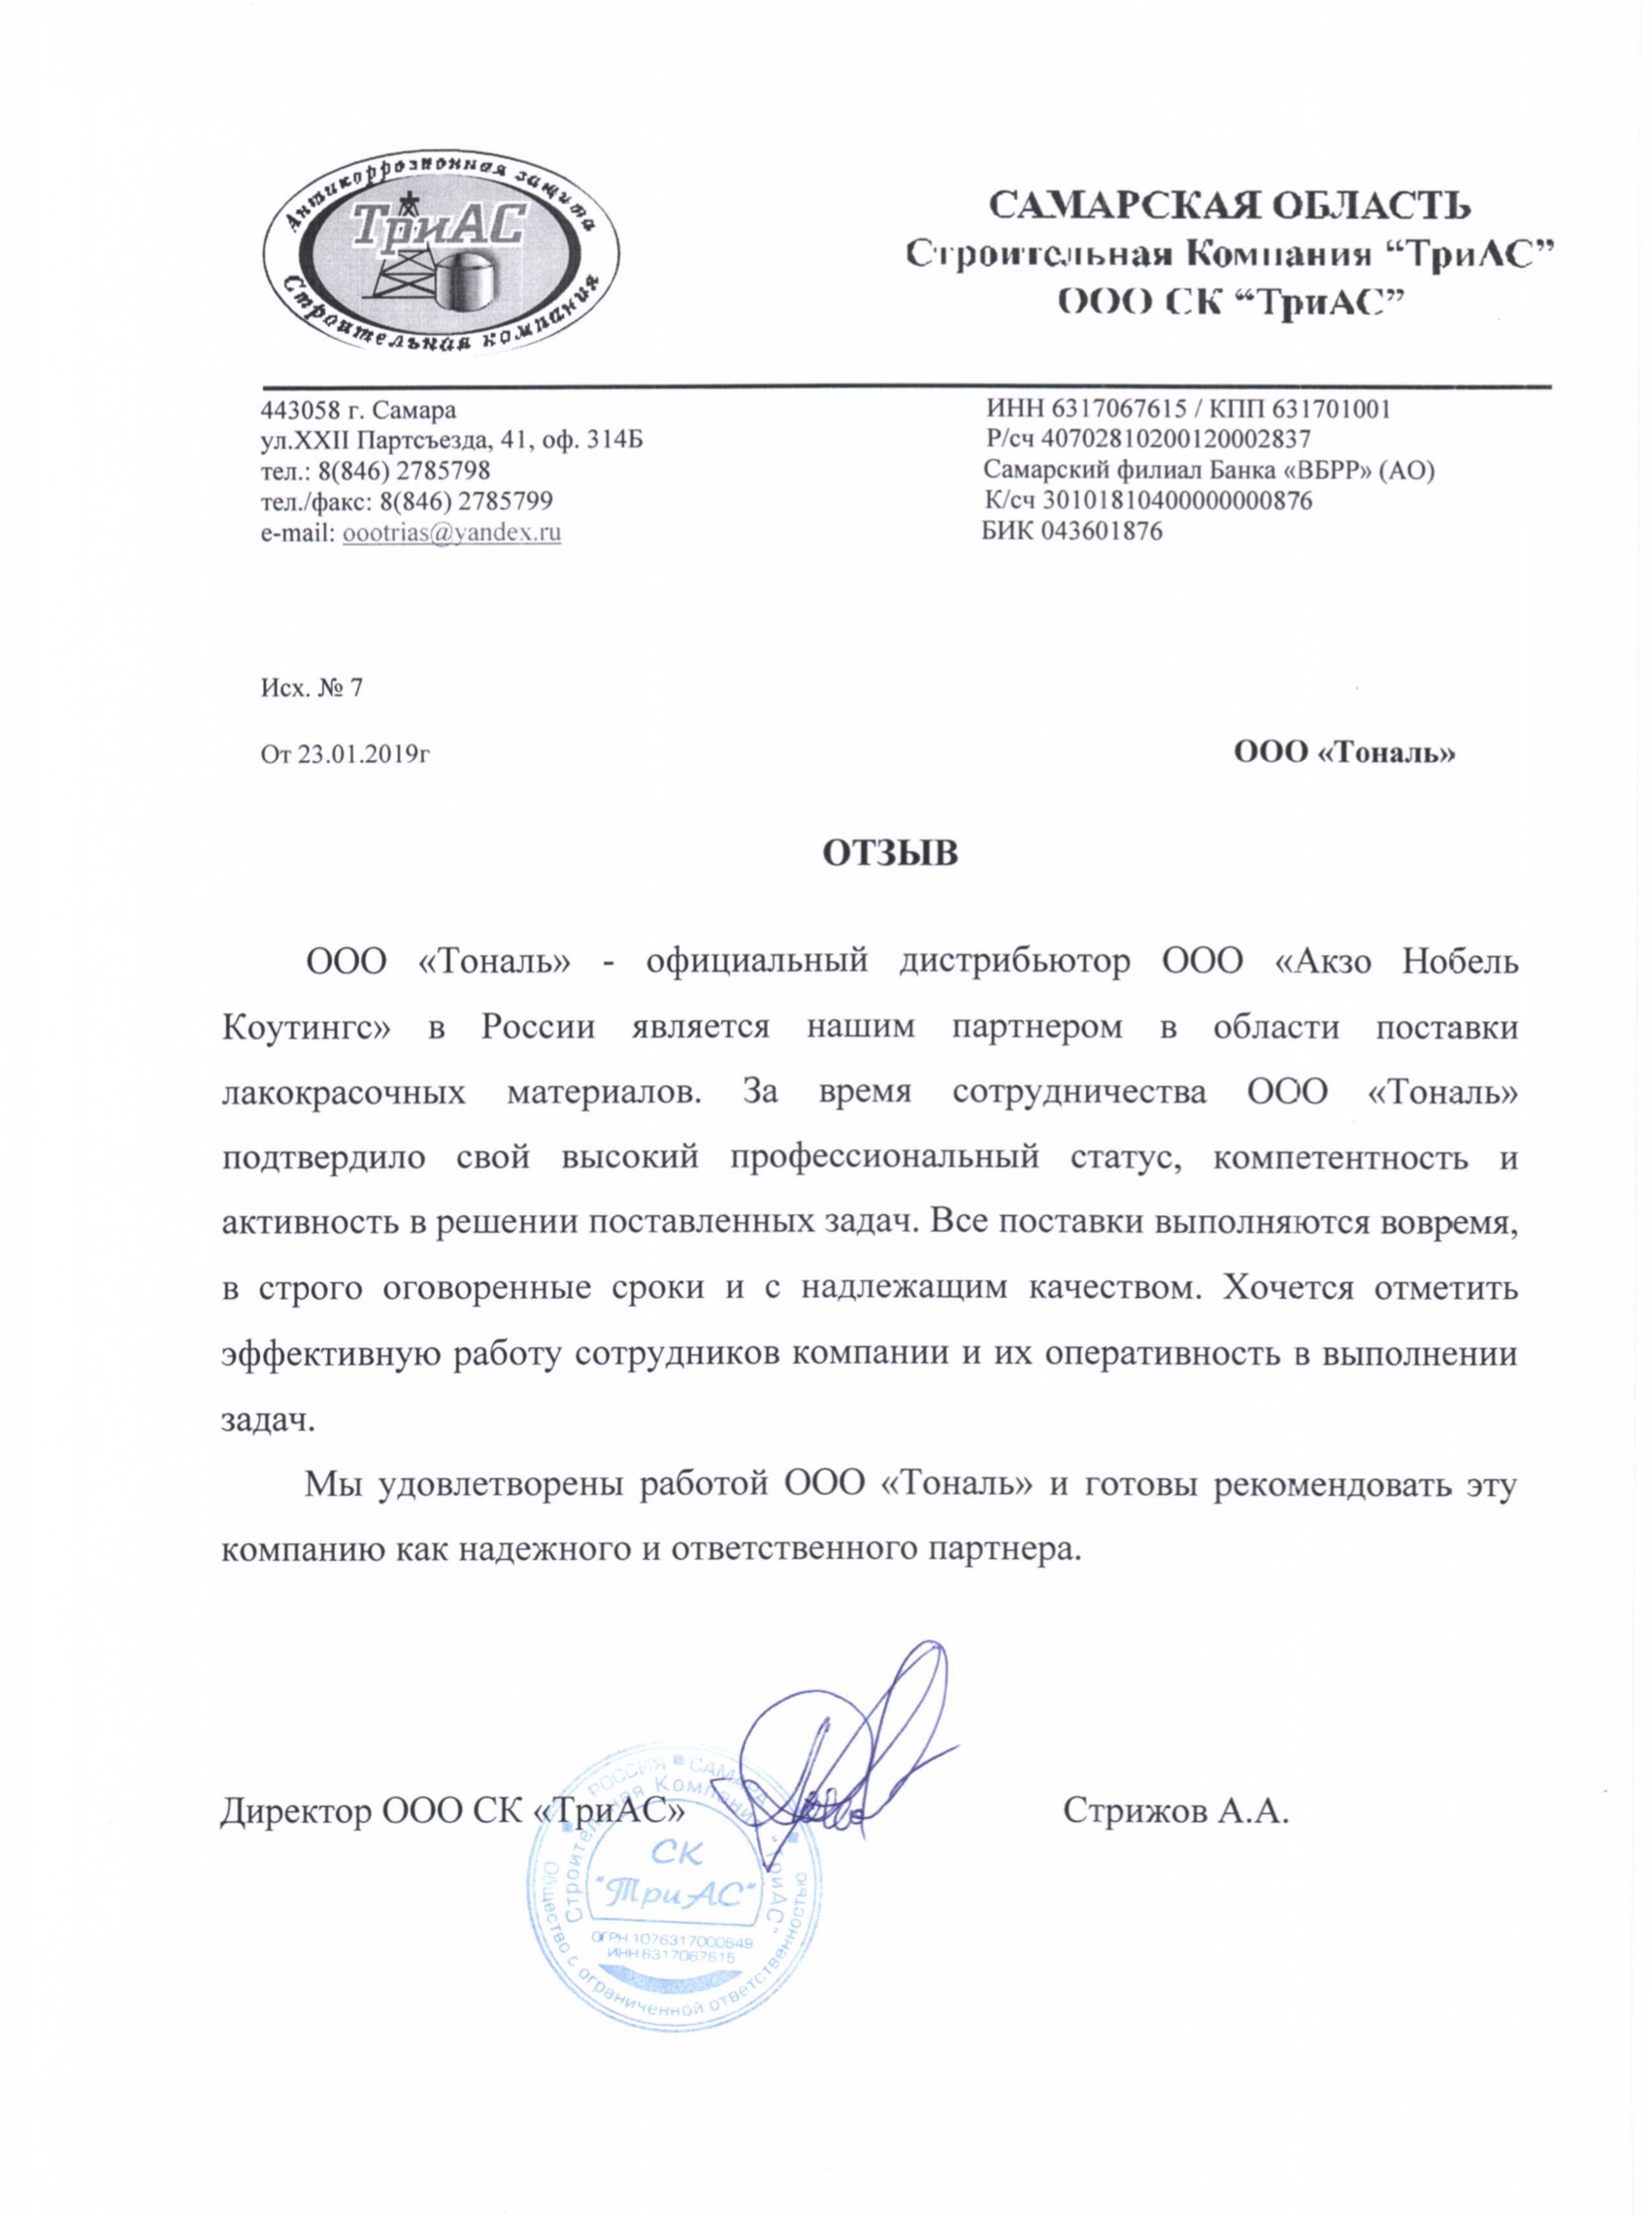 Антикоррозионная защита
ТриАС
Строительная компания
САМАРСКАЯ ОБЛАСТЬ
Строительная Компания “ТриАС”
ООО СК “ТриАС”
443058 г. Самара
ул.XXII Партсъезда, 41, оф. 314Б
тел.: 8(846) 2785798
тел./факс: 8(846) 2785799
e-mail: oootrias@yandex.ru
ИНН 6317067615 / КПП 631701001
Р/сч 40702810200120002837
Самарский филиал Банка «ВБРР» (АО)
К/сч 30101810400000000876
БИК 043601876
Исх. № 7
От 23.01.2019г
ООО «Тональ»
ОТЗЫВ
ООО «Тональ» - официальный дистрибьютор ООО «Акзо Нобель
Коутингс» в России является нашим партнером в области поставки
лакокрасочных материалов. За время сотрудничества ООО «Тональ»
подтвердило свой высокий профессиональный статус, компетентность и
активность в решении поставленных задач. Все поставки выполняются вовремя,
в строго оговоренные сроки и с надлежащим качеством. Хочется отметить
эффективную работу сотрудников компании и их оперативность в выполнении
задач.
Мы удовлетворены работой ООО «Тональ» и готовы рекомендовать эту
компанию как надежного и ответственного партнера.
Директор ООО СК «ТриАС»
Стрижов А.А.
РОССИЯ САМАРА
Общество с ограниченной ответственностью
Строительная Компания "ТриАС"
СК
"ТриАС"
ОГРН 1076317000649
ИНН 6317067615